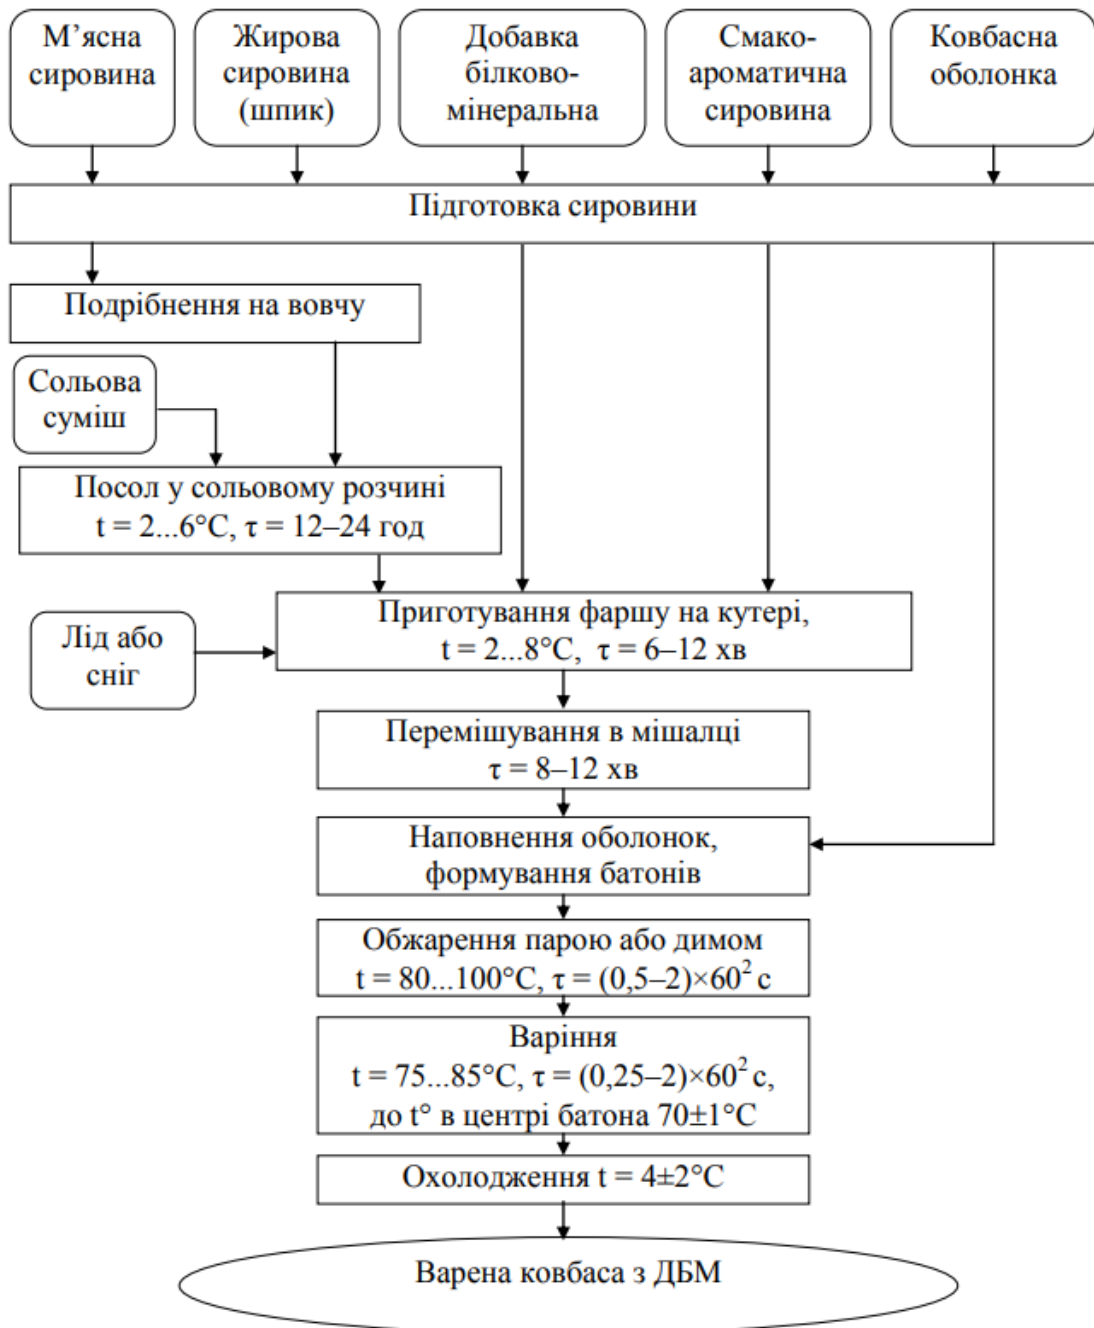 М’ясна
сировина
Жирова
сировина
(шпик)
Добавка
білково-
мінеральна
Смако-
ароматична
сировина
Ковбасна
оболонка
Підготовка сировини
Подрібнення на вовчу
Сольова
суміш
Посол у сольовому розчині
t = 2...6°С, τ = 12–24 год
Приготування фаршу на кутері,
t = 2...8°С, τ = 6–12 хв
Лід або
сніг
Перемішування в мішалці
τ = 8–12 хв
Наповнення оболонок,
формування батонів
Обжарення парою або димом
t = 80...100°С, τ = (0,5–2)×60² с
Варіння
t = 75...85°С, τ = (0,25–2)×60² с,
до t° в центрі батона 70±1°С
Охолодження t = 4±2°С
Варена ковбаса з ДБМ